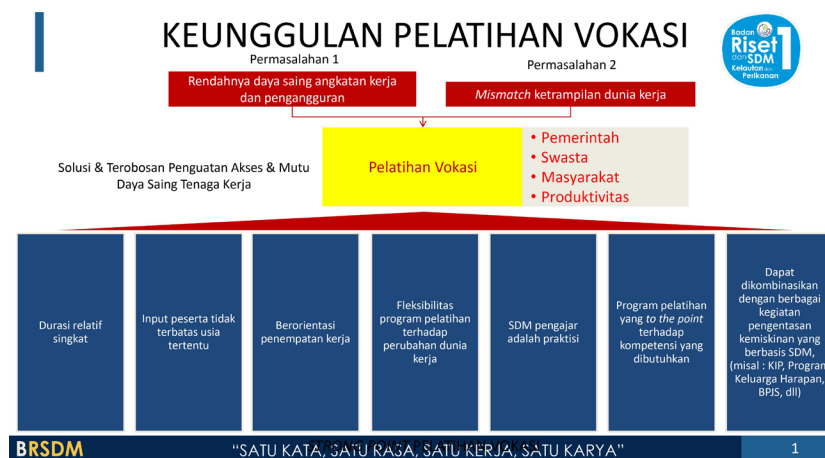 KEUNGGULAN PELATIHAN VOKASI
Badan
Riset
dan SDM
Kelautan dan
Perikanan
1
Permasalahan 1
Permasalahan 2
Rendahnya daya saing angkatan kerja
dan pengangguran
Mismatch ketrampilan dunia kerja
Solusi & Terobosan Penguatan Akses & Mutu
Daya Saing Tenaga Kerja
Pelatihan Vokasi
• Pemerintah
• Swasta
• Masyarakat
• Produktivitas
Durasi relatif
singkat
Input peserta tidak
terbatas usia
tertentu
Berorientasi
penempatan kerja
Fleksibilitas
program pelatihan
terhadap
perubahan dunia
kerja
SDM pengajar
adalah praktisi
Program pelatihan
yang to the point
terhadap
kompetensi yang
dibutuhkan
Dapat
dikombinasikan
dengan berbagai
kegiatan
pengentasan
kemiskinan yang
berbasis SDM,
(misal : KIP, Program
Keluarga Harapan,
BPJS, dll)
STRONG POINT PELATIHAN VOKASI
BRSDM
“SATU KATA, SATU RASA, SATU KERJA, SATU KARYA”
1